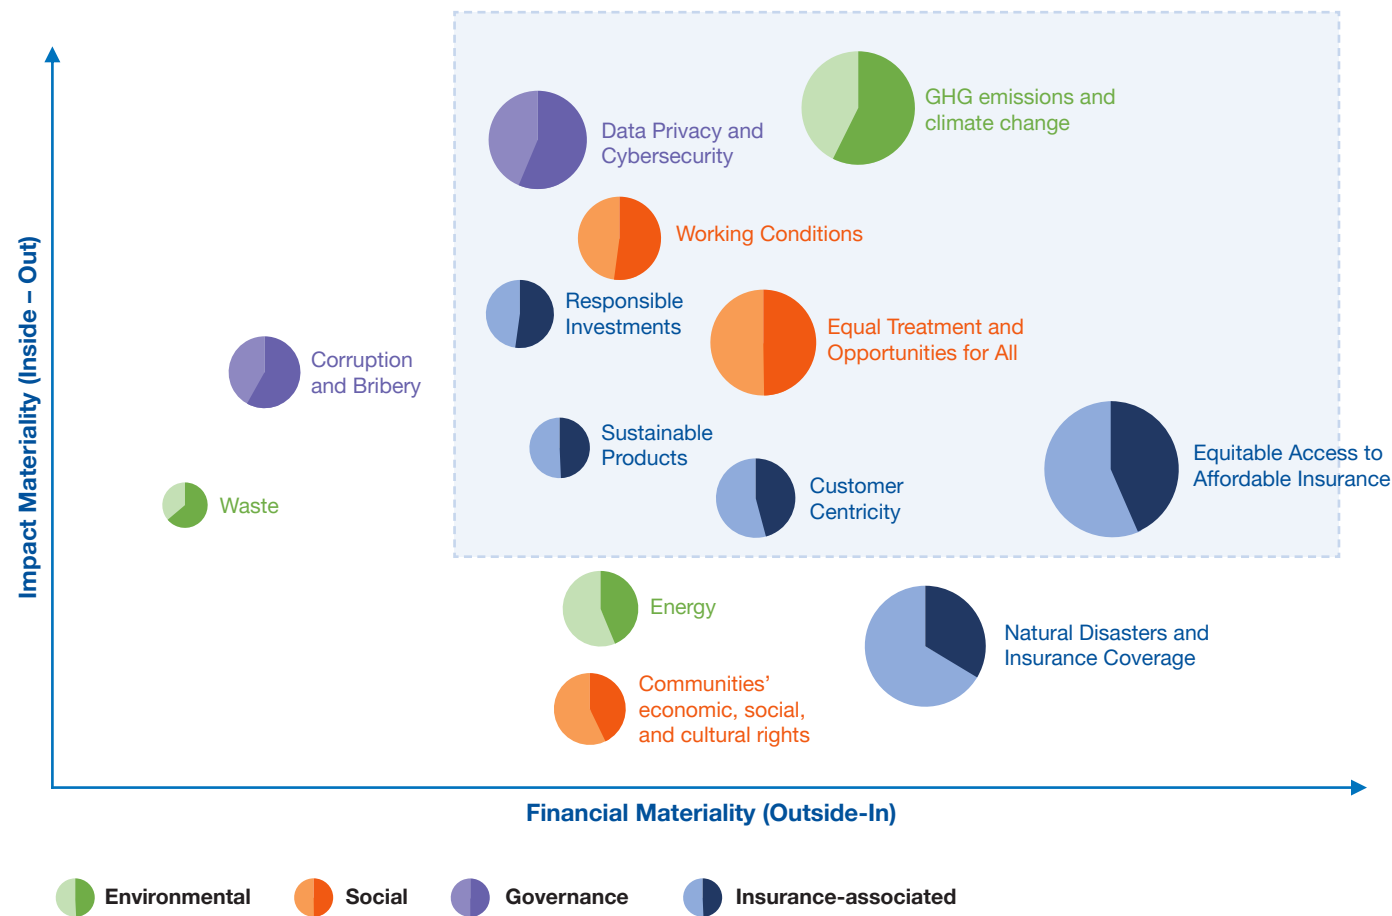 GHG emissions and
climate change
Data Privacy and
Cybersecurity
Working Conditions
Responsible
Investments
Equal Treatment and
Opportunities for All
Corruption
and Bribery
Sustainable
Products
Equitable Access to
Affordable Insurance
Customer
Centricity
Waste
Energy
Natural Disasters and
Insurance Coverage
Communities’
economic, social,
and cultural rights
Impact Materiality (Inside – Out)
Financial Materiality (Outside-In)
Environmental
Social
Governance
Insurance-associated